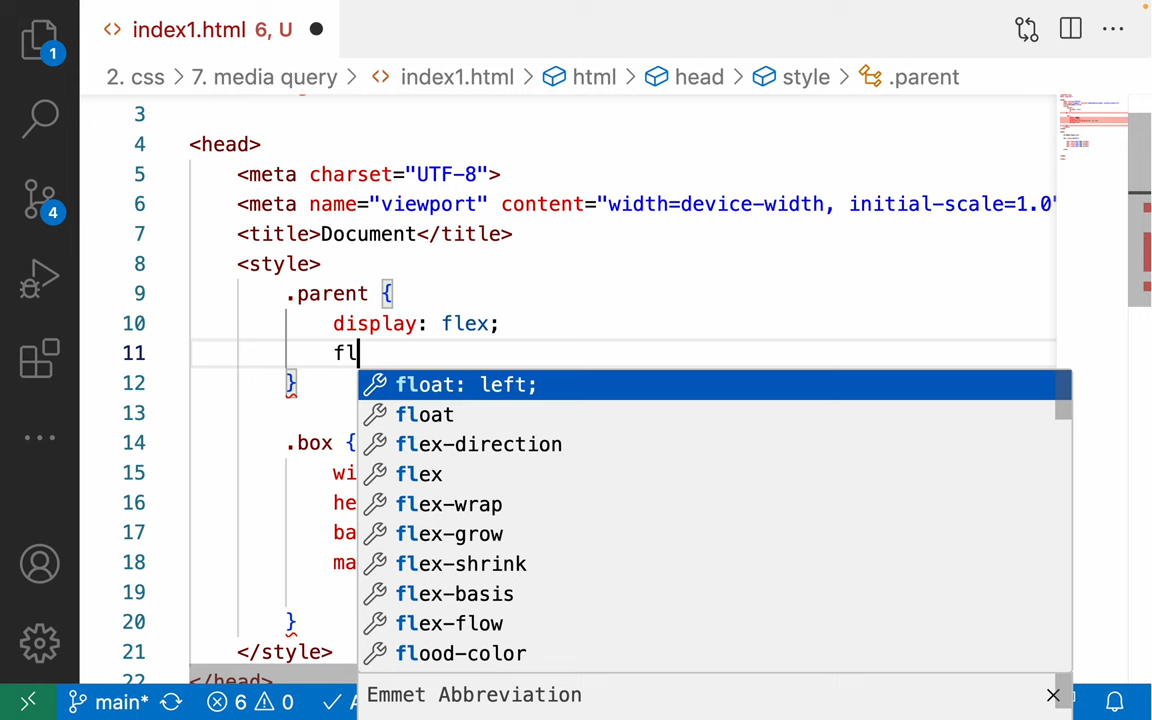 1
index1.html 6, U
2. css > 7. media query > index1.html > html > head > style > .parent
3
4 <head>
5 <meta charset="UTF-8">
6 <meta name="viewport" content="width=device-width, initial-scale=1.0"
7 <title>Document</title>
8 <style>
9 .parent {
10 display: flex;
11 fl
12 }
float: left;
13
float
14 .box {
flex-direction
15 wi
flex
16 he
flex-wrap
17 ba
flex-grow
18 ma
flex-shrink
19
flex-basis
20 }
flex-flow
21 </style>
flood-color
22 </head>
4
Emmet Abbreviation
main* 6 0